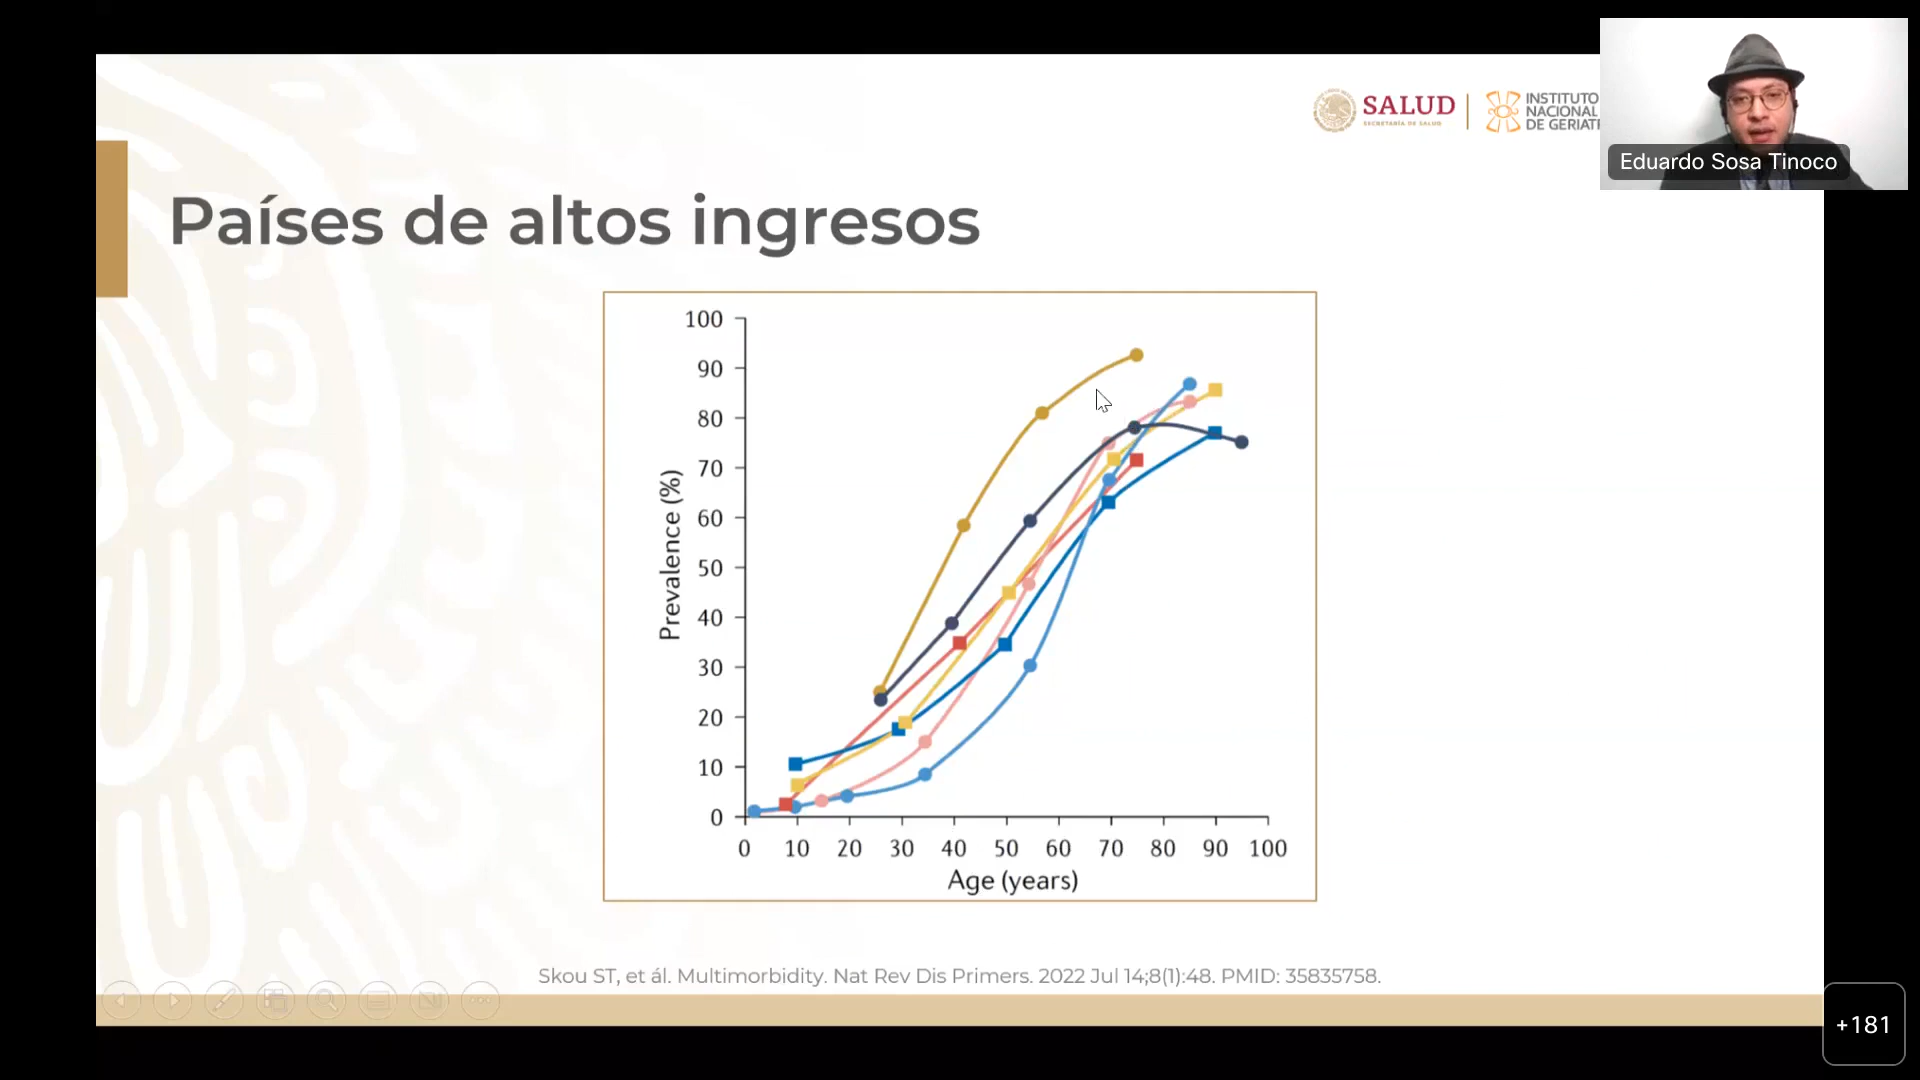 SALUD
SECRETARÍA DE SALUD
INSTITUTO
NACIONAL
DE GERIATR
Eduardo Sosa Tinoco
Países de altos ingresos
100
90
80
70
60
50
40
30
20
10
0
Prevalence (%)
0 10 20 30 40 50 60 70 80 90 100
Age (years)
Skou ST, et ál. Multimorbidity. Nat Rev Dis Primers. 2022 Jul 14;8(1):48. PMID: 35835758.
+181